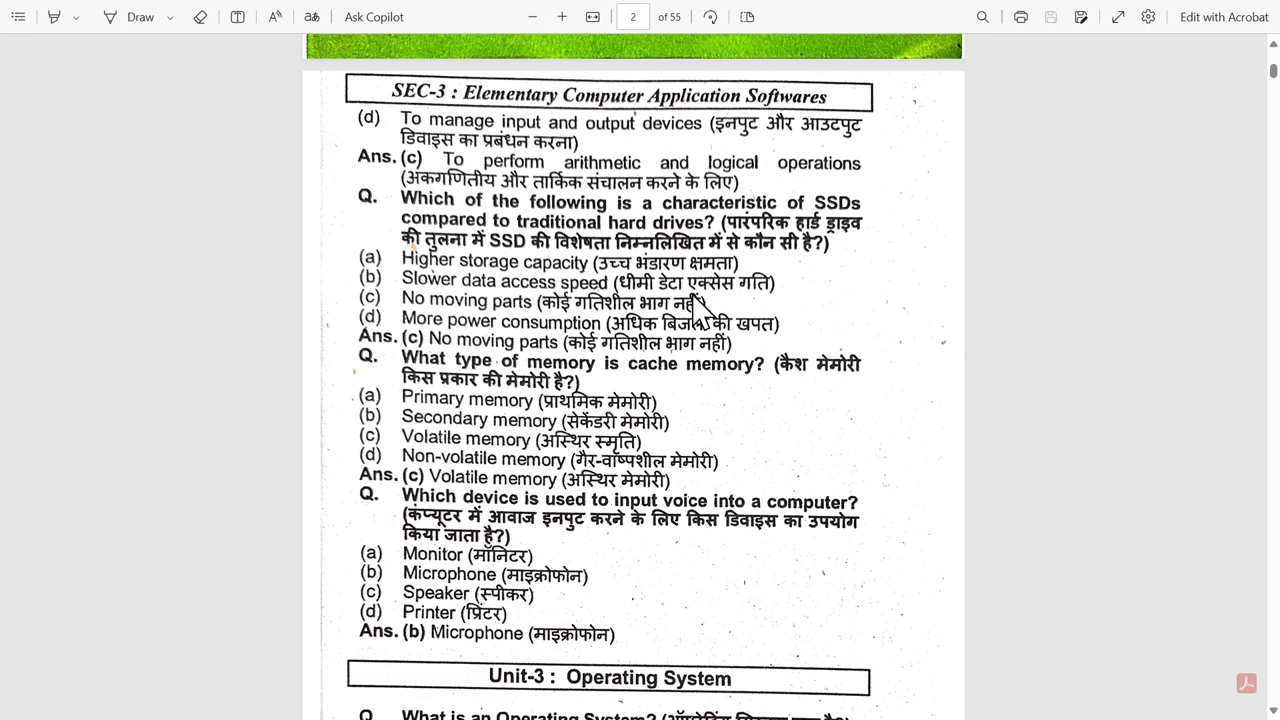 Draw
Ask Copilot
2 of 55
Edit with Acrobat
SEC-3 : Elementary Computer Application Softwares
(d) To manage input and output devices (इनपुट और आउटपुट
डिवाइस का प्रबंधन करना)
Ans. (c) To perform arithmetic and logical operations
(अंकगणितीय और तार्किक संचालन करने के लिए)
Q. Which of the following is a characteristic of SSDs
compared to traditional hard drives? (पारंपरिक हार्ड ड्राइव
की तुलना में SSD की विशेषता निम्नलिखित में से कौन सी है?)
(a) Higher storage capacity (उच्च भंडारण क्षमता)
(b) Slower data access speed (धीमी डेटा एक्सेस गति)
(c) No moving parts (कोई गतिशील भाग नहीं)
(d) More power consumption (अधिक की खपत)
Ans. (c) No moving parts (कोई गतिशील भाग नहीं)
Q. What type of memory is cache memory? (कैश मेमोरी
किस प्रकार की मेमोरी है?)
(a) Primary memory (प्राथमिक मेमोरी)
(b) Secondary memory (सेकेंडरी मेमोरी)
(c) Volatile memory (अस्थिर स्मृति)
(d) Non-volatile memory (गैर-वाष्पशील मेमोरी)
Ans. (c) Volatile memory (अस्थिर मेमोरी)
Q. Which device is used to input voice into a computer?
(कंप्यूटर में आवाज इनपुट करने के लिए किस डिवाइस का उपयोग
किया जाता है?)
(a) Monitor (मॉनिटर)
(b) Microphone (माइक्रोफोन)
(c) Speaker (स्पीकर)
(d) Printer (प्रिंटर)
Ans. (b) Microphone (माइक्रोफोन)
Unit-3 : Operating System
Q. What is an Operating System?